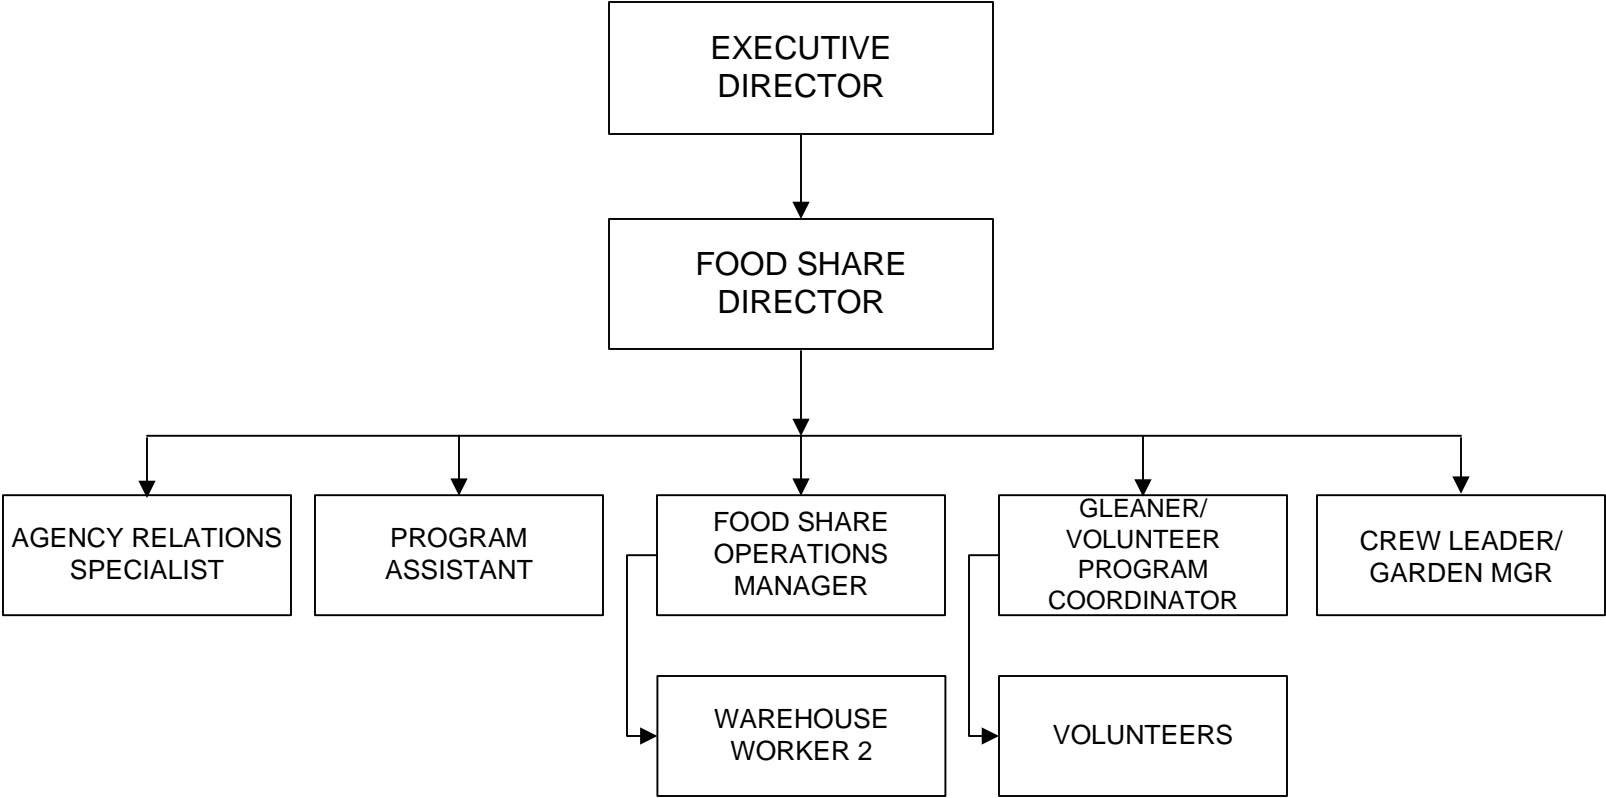 EXECUTIVE
DIRECTOR
FOOD SHARE
DIRECTOR
AGENCY RELATIONS
SPECIALIST
PROGRAM
ASSISTANT
FOOD SHARE
OPERATIONS
MANAGER
GLEANER/
VOLUNTEER
PROGRAM
COORDINATOR
CREW LEADER/
GARDEN MGR
WAREHOUSE
WORKER 2
VOLUNTEERS